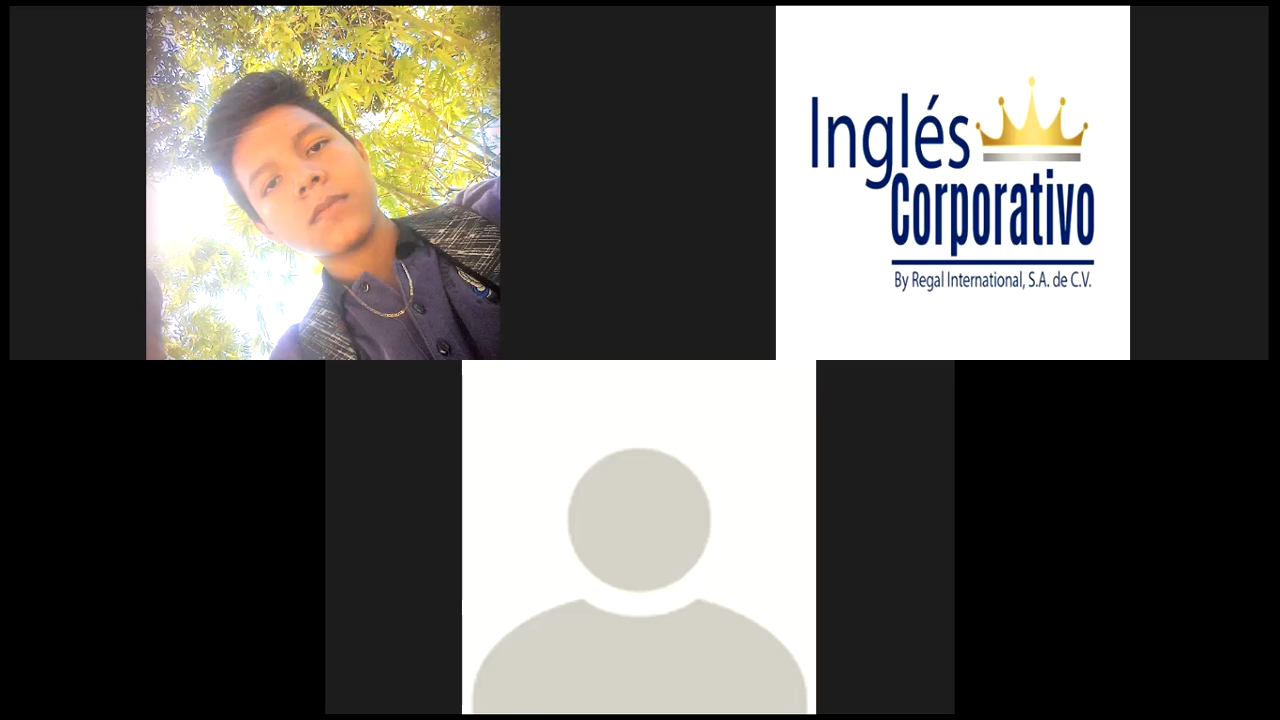 Inglés
Corporativo
By Regal International, S.A. de C.V.